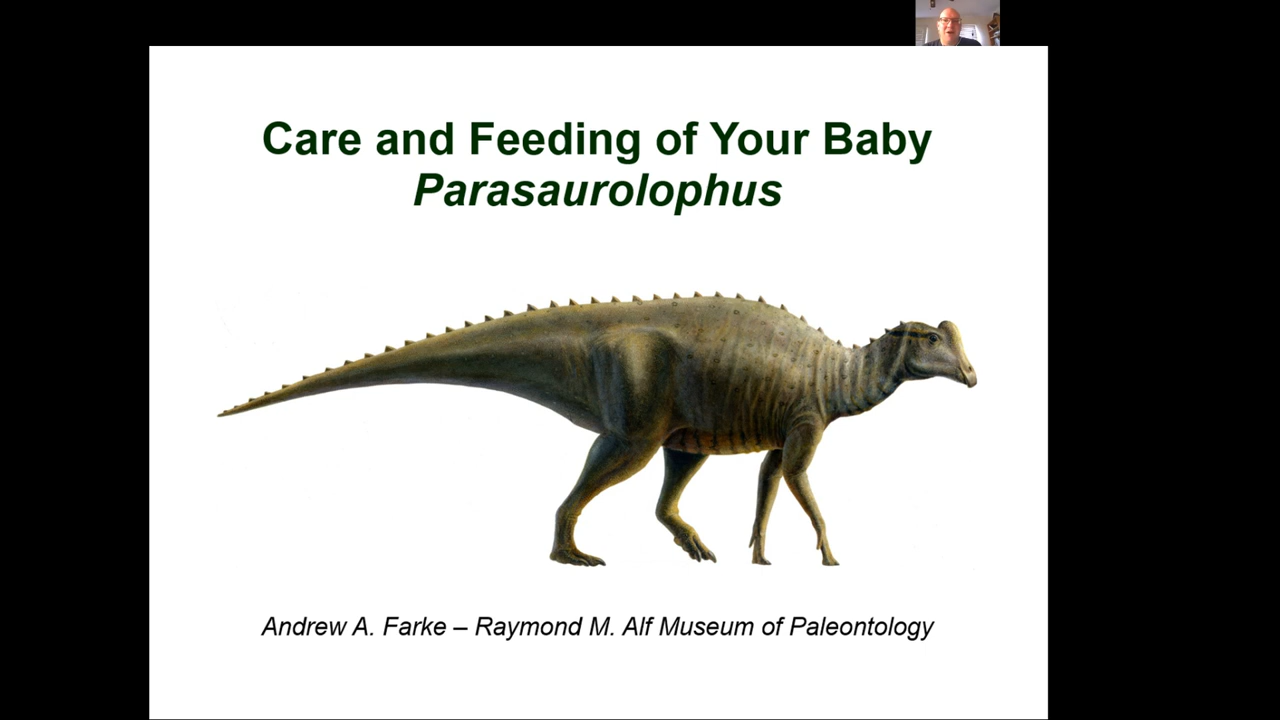 Care and Feeding of Your Baby
Parasaurolophus
Andrew A. Farke – Raymond M. Alf Museum of Paleontology